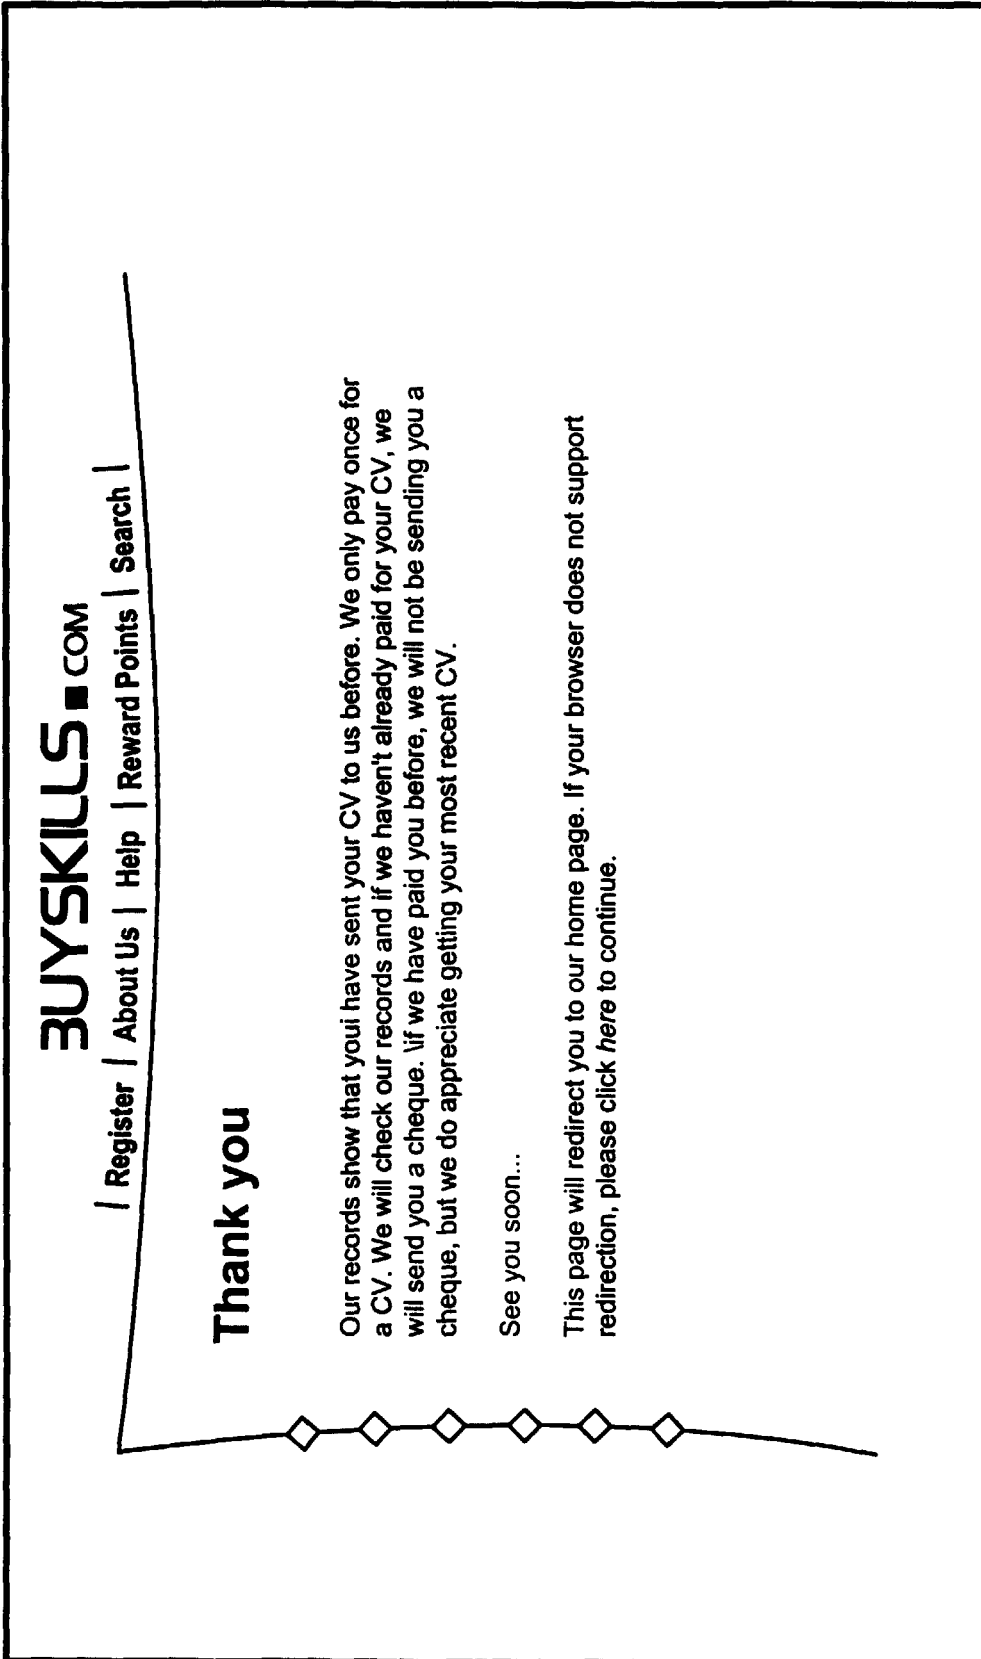 BUYSKILLS.COM
| Register | About Us | Help | Reward Points | Search |
Thank you
Our records show that youi have sent your CV to us before. We only pay once for
a CV. We will check our records and if we haven't already paid for your CV, we
will send you a cheque. \if we have paid you before, we will not be sending you a
cheque, but we do appreciate getting your most recent CV.
See you soon...
This page will redirect you to our home page. If your browser does not support
redirection, please click here to continue.